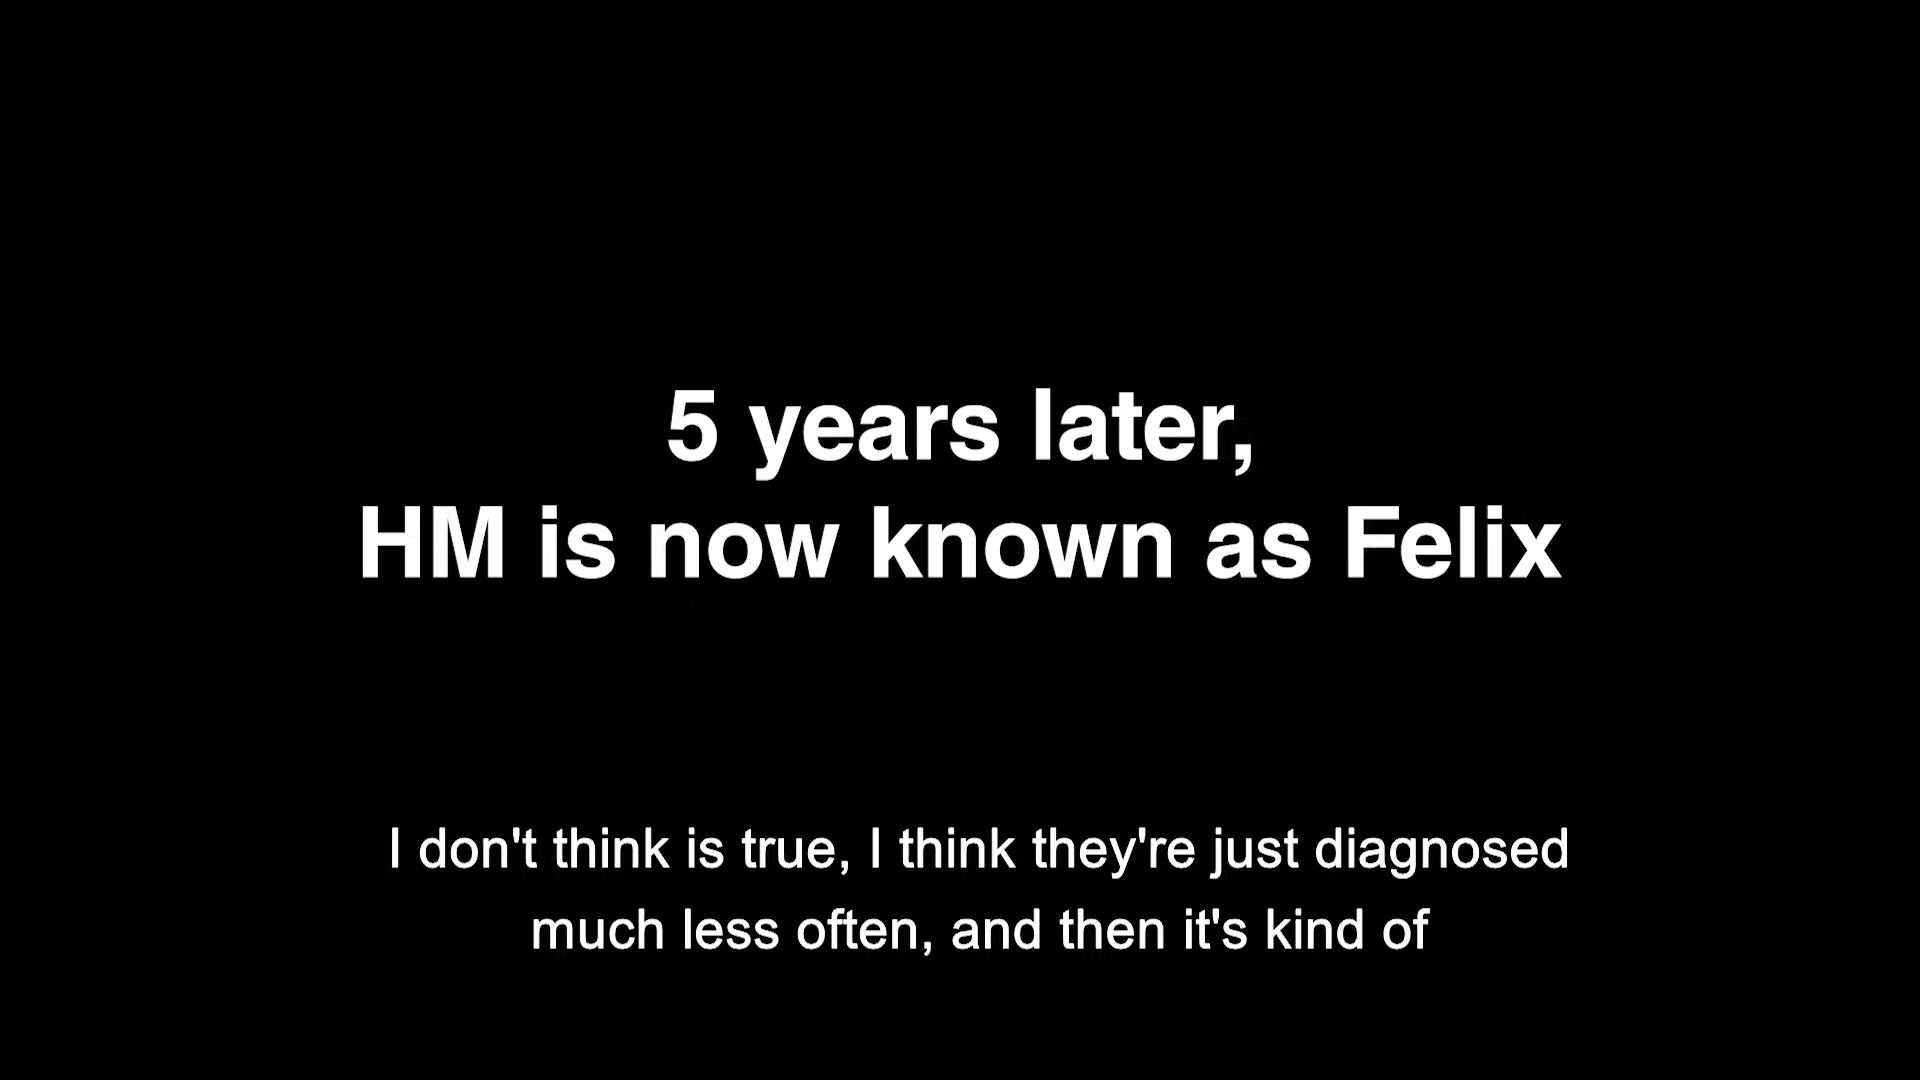 5 years later,
HM is now known as Felix
I don't think is true, I think they're just diagnosed
much less often, and then it's kind of